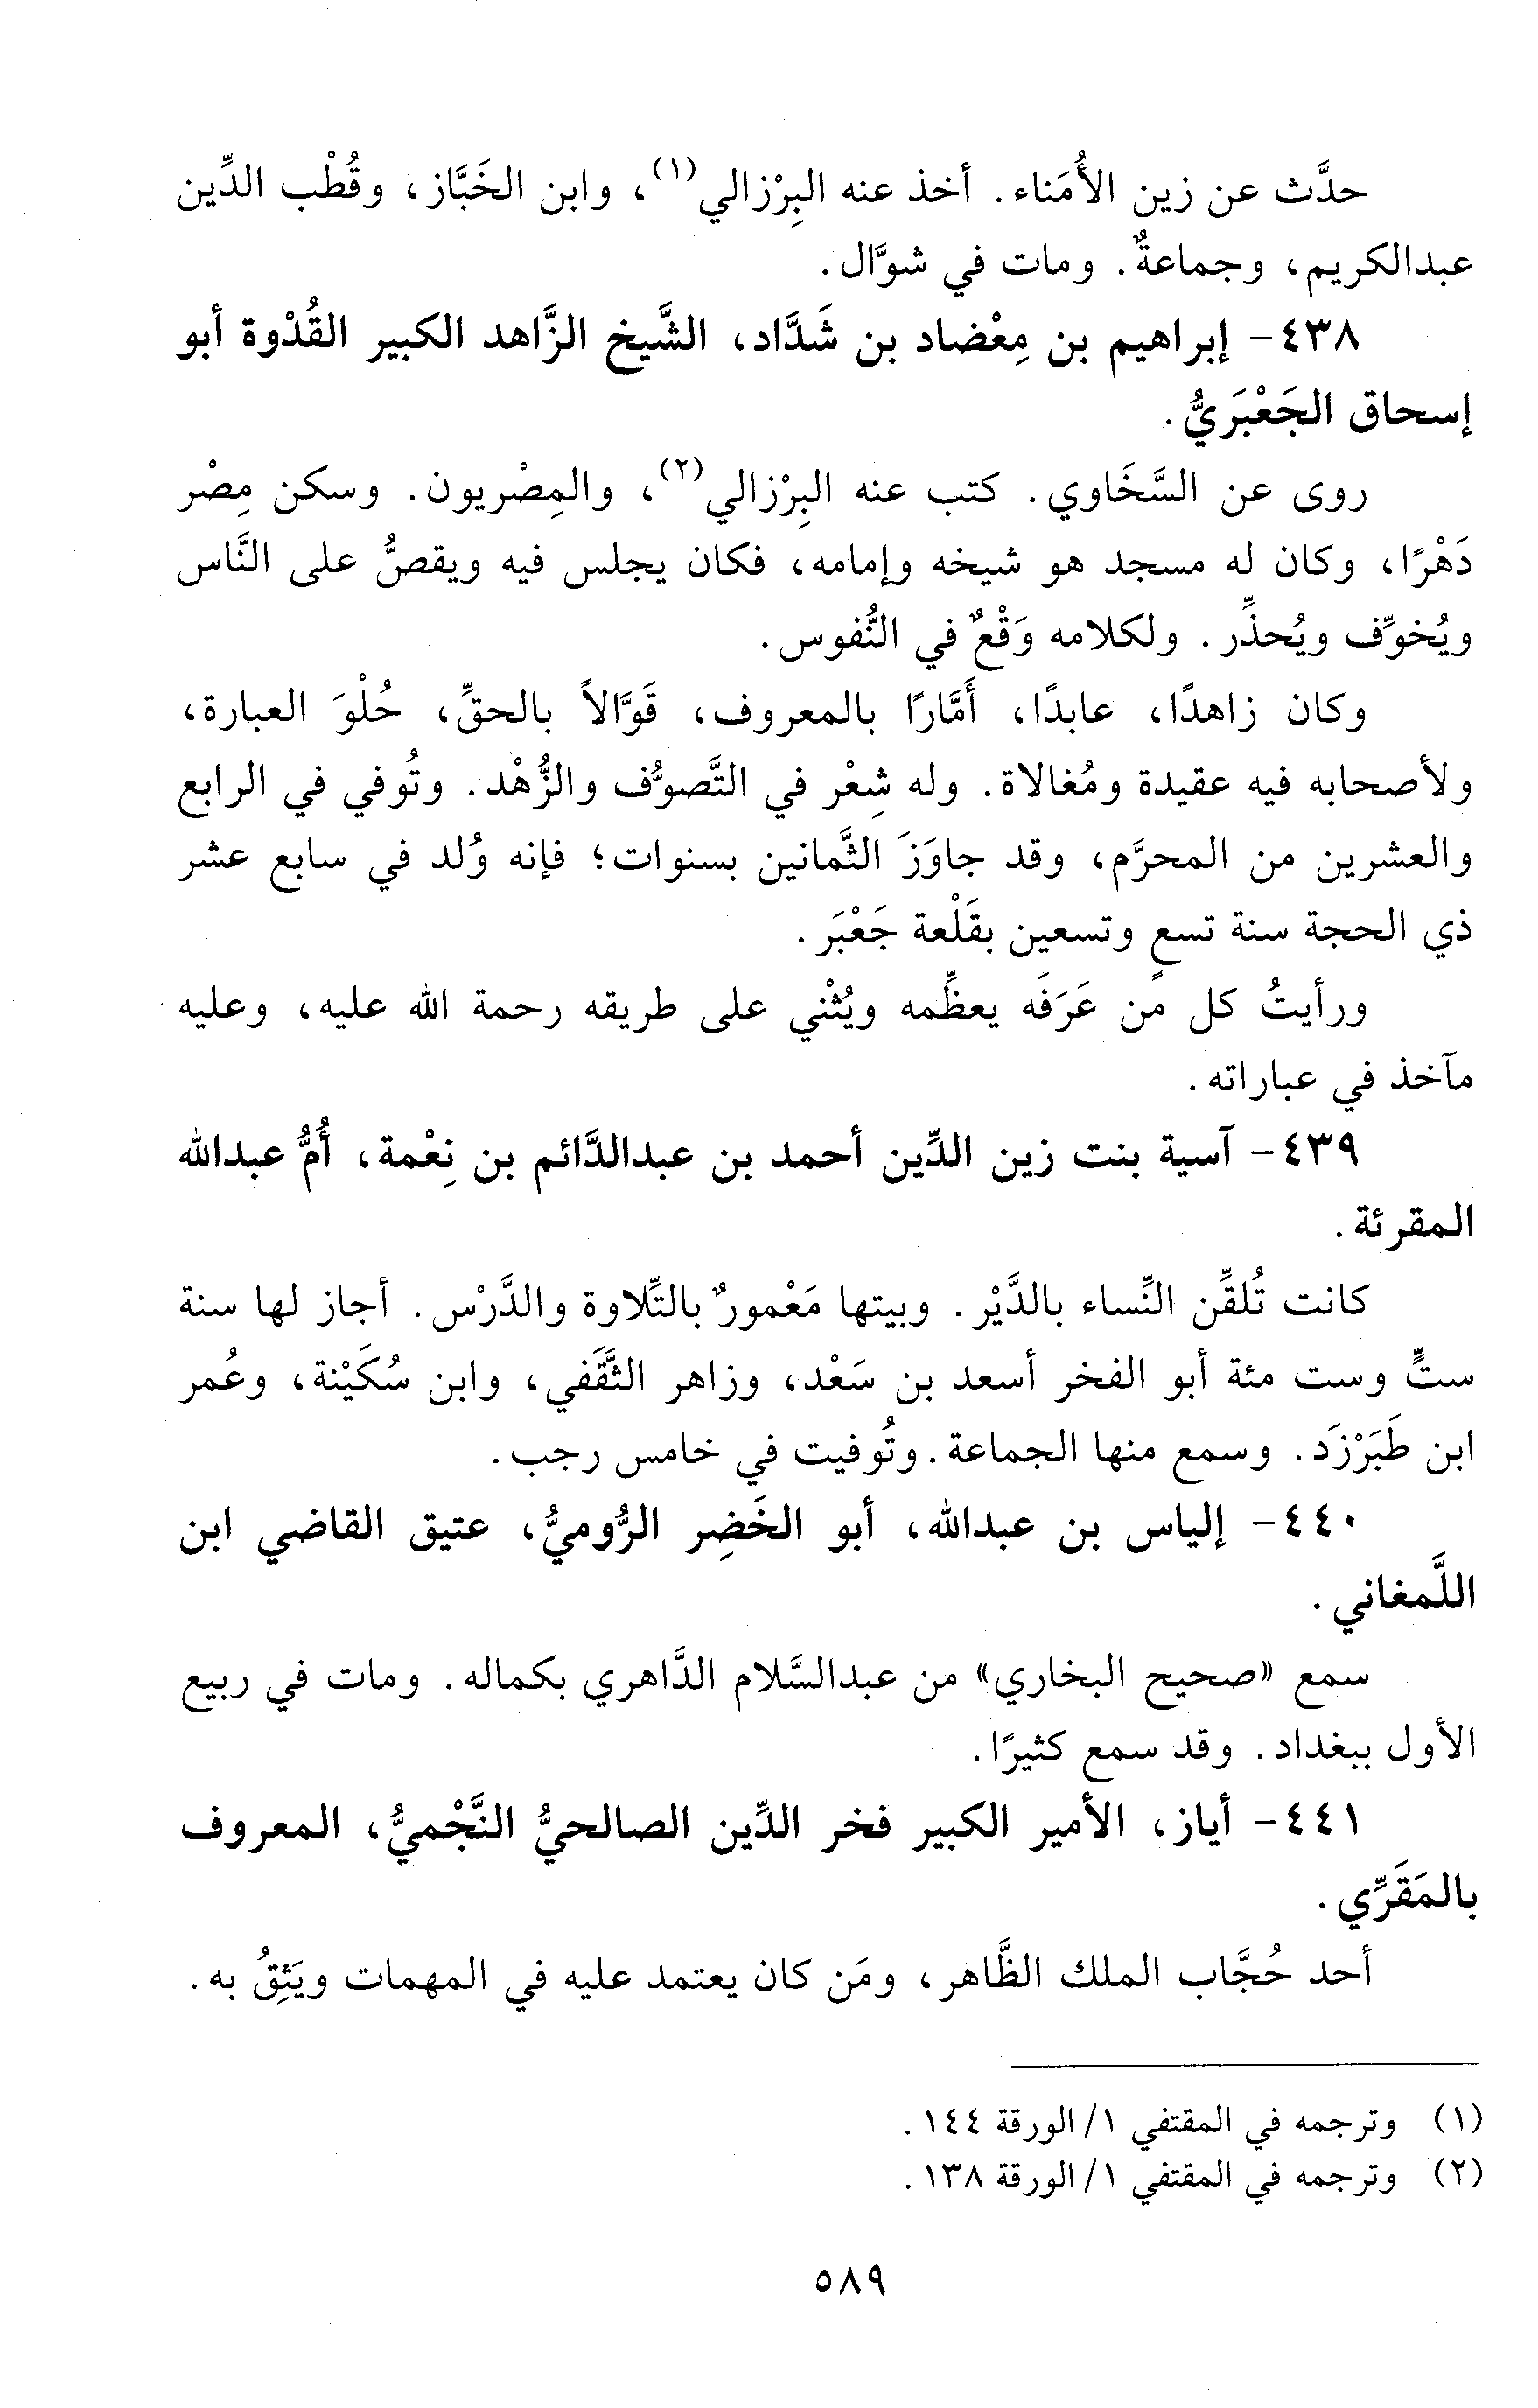 حدَّث عن زين الأُمَناء. أخذ عنه البِرْزالي(١)، وابن الخَبَّاز، وقُطْب الدِّين
عبدالكريم، وجماعةٌ. ومات في شوَّال.
٤٣٨- إبراهيم بن مِعْضاد بن شَدَّاد، الشَّيخ الزَّاهد الكبير القُدْوة أبو
إسحاق الجَعْبَريُّ.
روى عن السَّخَاوي. كتب عنه البِرْزالي(٢)، والمِصْريون. وسكن مِصْر
دَهْرًا، وكان له مسجد هو شيخه وإمامه، فكان يجلس فيه ويقصُّ على النَّاس
ويُخوِّف ويُحذِّر. ولكلامه وَقْعٌ في النُّفوس.
وكان زاهدًا، عابدًا، أَمَّارًا بالمعروف، قَوَّالاً بالحقِّ، حُلْوَ العبارة،
ولأصحابه فيه عقيدة ومُغالاة. وله شِعْر في التَّصوُّف والزُّهْد. وتُوفي في الرابع
والعشرين من المحرَّم، وقد جاوَزَ الثَّمانين بسنوات؛ فإنه وُلد في سابع عشر
ذي الحجة سنة تسعٍ وتسعين بقَلْعة جَعْبَر.
ورأيتُ كل من عَرَفَه يعظِّمه ويُثْني على طريقه رحمة الله عليه، وعليه
مآخذ في عباراته.
٤٣٩- آسية بنت زين الدِّين أحمد بن عبدالدَّائم بن نِعْمة، أُمُّ عبدالله
المقرئة.
كانت تُلقِّن النِّساء بالدَّيْر. وبيتها مَعْمورٌ بالتِّلاوة والدَّرْس. أجاز لها سنة
ستٍّ وست مئة أبو الفخر أسعد بن سَعْد، وزاهر الثَّقَفي، وابن سُكَيْنة، وعُمر
ابن طَبَرْزَد. وسمع منها الجماعة. وتُوفيت في خامس رجب.
٤٤٠- إلياس بن عبدالله، أبو الخَضِر الرُّوميُّ، عتيق القاضي ابن
اللَّمغاني.
سمع «صحيح البخاري» من عبدالسَّلام الدَّاهري بكماله. ومات في ربيع
الأول ببغداد. وقد سمع كثيرًا.
٤٤١- أياز، الأمير الكبير فخر الدِّين الصالحيُّ النَّجْميُّ، المعروف
بالمَقَرِّي.
أحد حُجَّاب الملك الظَّاهر، ومَن كان يعتمد عليه في المهمات ويَثِقُ به.
(١) وترجمه في المقتفي ١/ الورقة ١٤٤.
(٢) وترجمه في المقتفي ١/ الورقة ١٣٨.
٥٨٩